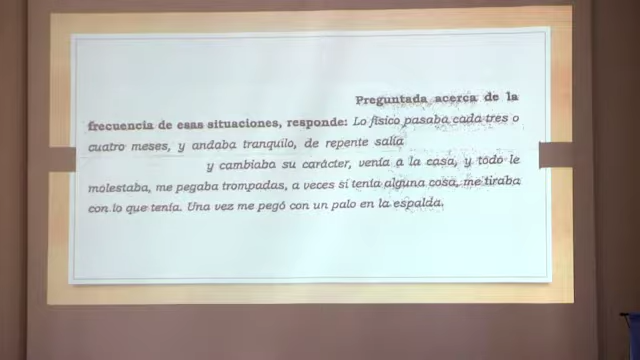 Preguntada acerca de la
frecuencia de esas situaciones, responde: Lo físico pasaba cada tres o
cuatro meses, y andaba tranquilo, de repente salía
y cambiaba su carácter, venía a la casa, y todo le
molestaba, me pegaba trompadas, a veces sí tenía alguna cosa, me tiraba
con lo que tenía. Una vez me pegó con un palo en la espalda.